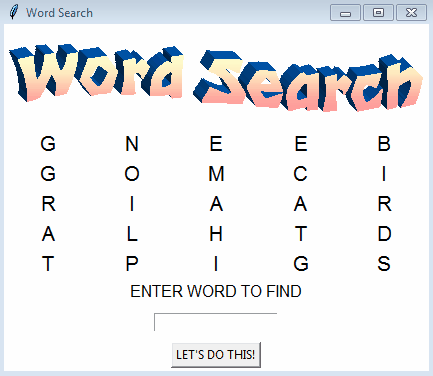 Word Search
Word Search
G N E E B
G O M C I
R I A A R
A L H T D
T P I G S
ENTER WORD TO FIND
LET'S DO THIS!